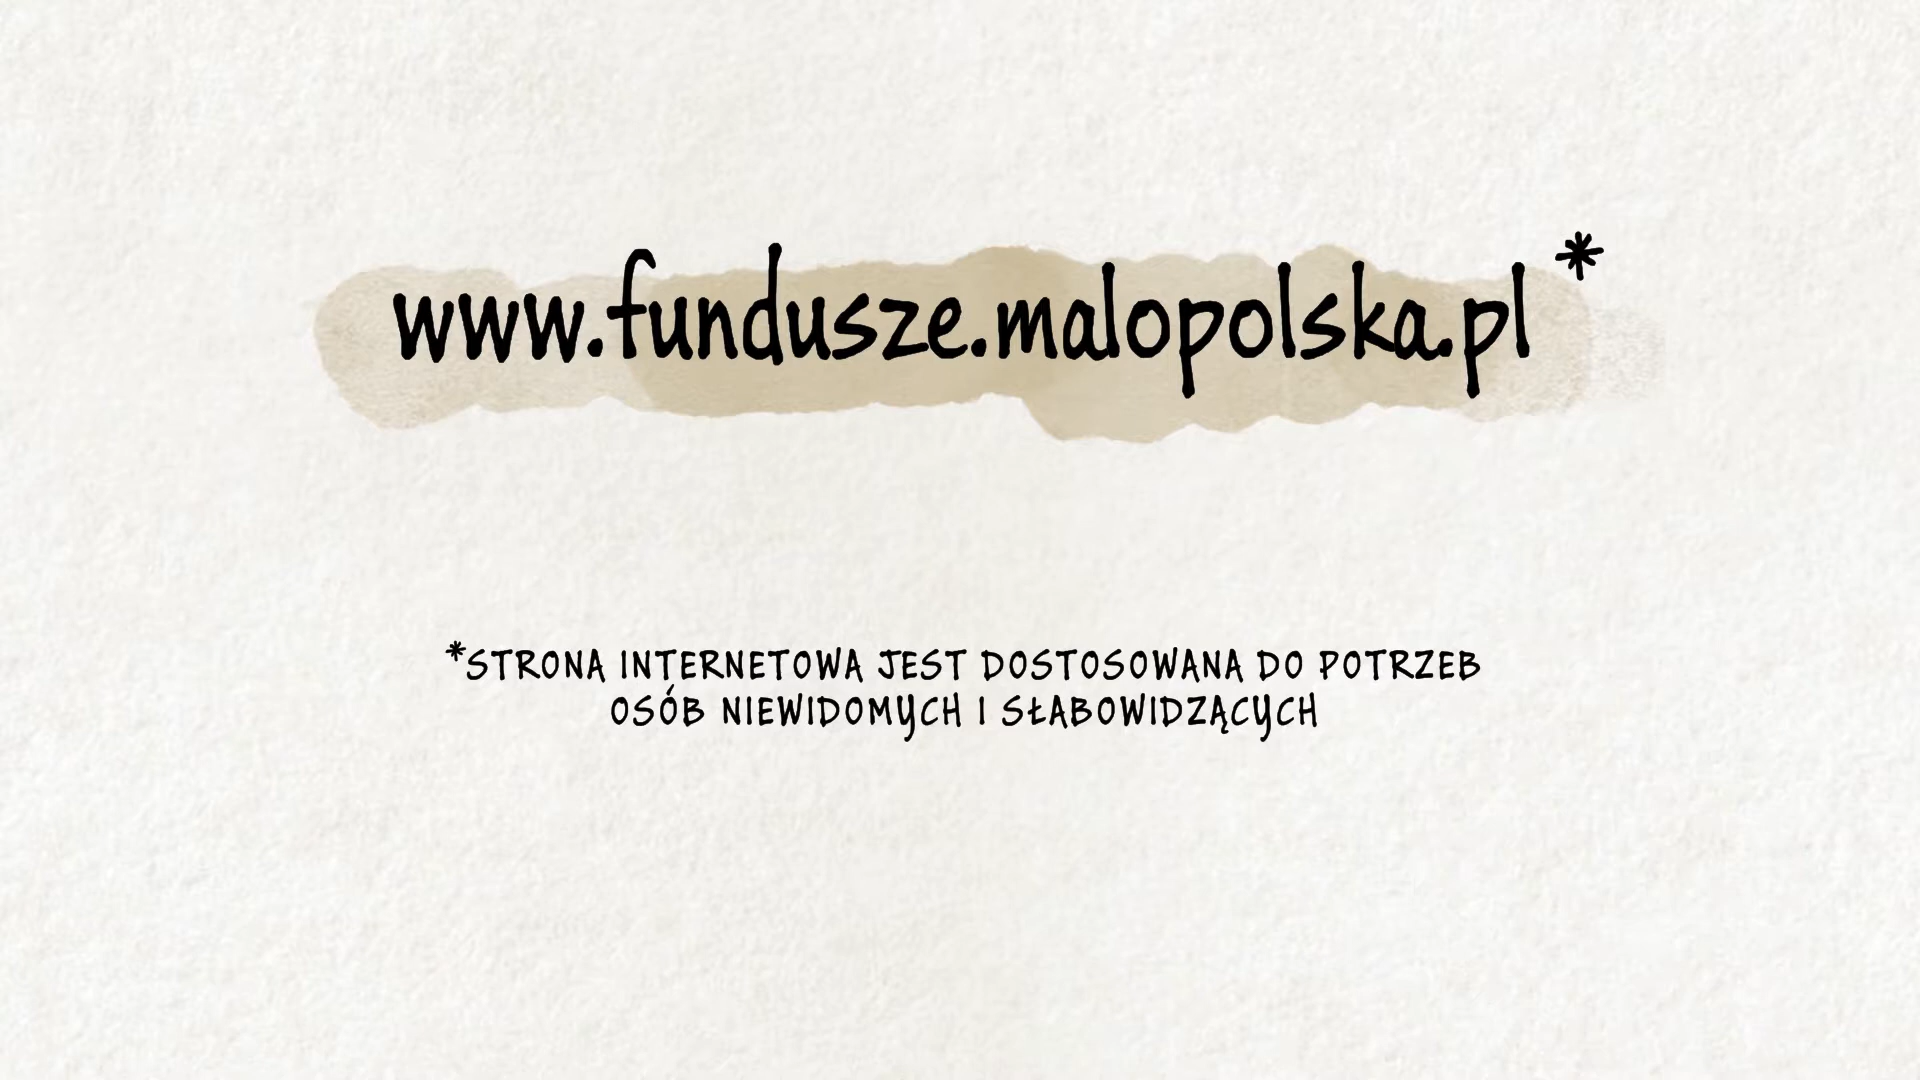 www.fundusze.malopolska.pl*
*STRONA INTERNETOWA JEST DOSTOSOWANA DO POTRZEB
OSÓB NIEWIDOMYCH I SŁABOWIDZĄCYCH